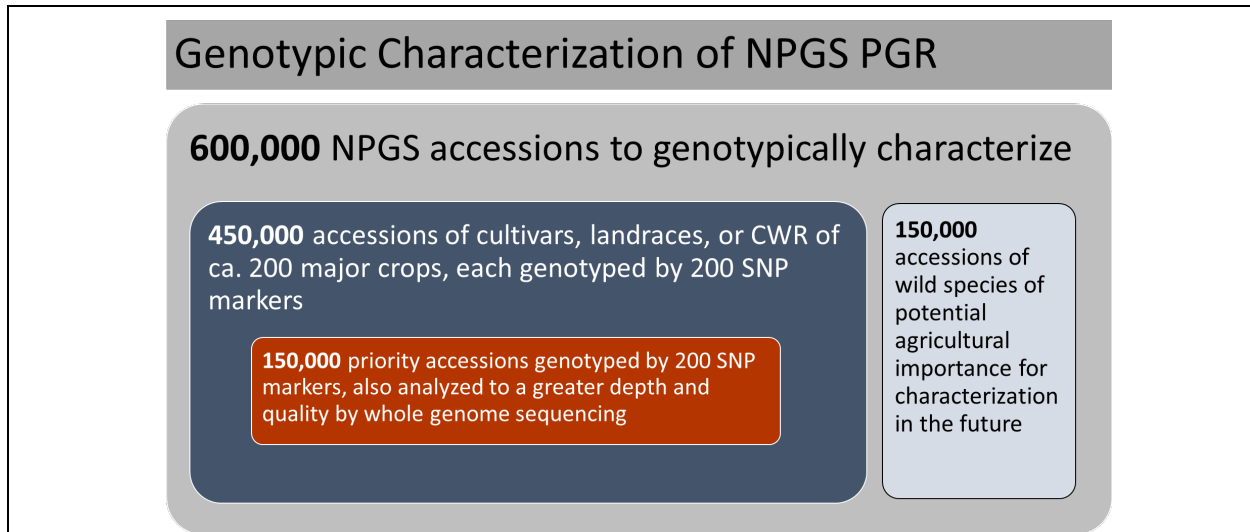 Genotypic Characterization of NPGS PGR
600,000 NPGS accessions to genotypically characterize
450,000 accessions of cultivars, landraces, or CWR of
ca. 200 major crops, each genotyped by 200 SNP
markers
150,000 priority accessions genotyped by 200 SNP
markers, also analyzed to a greater depth and
quality by whole genome sequencing
150,000
accessions of
wild species of
potential
agricultural
importance for
characterization
in the future